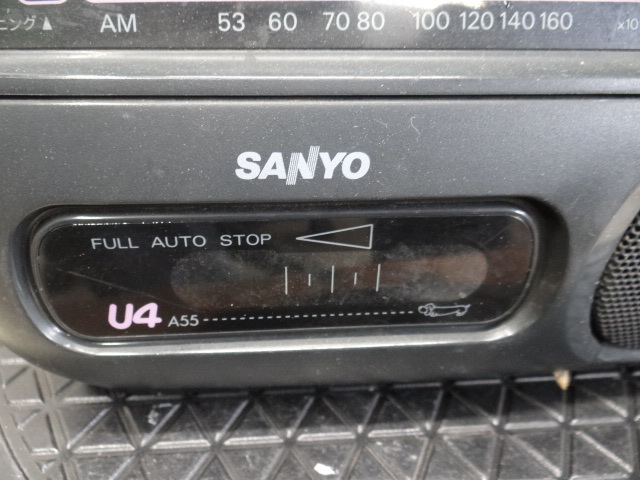 ニング▲ AM 53 60 70 80 100 120 140 160 x10
SANYO
FULL AUTO STOP
U4 A55